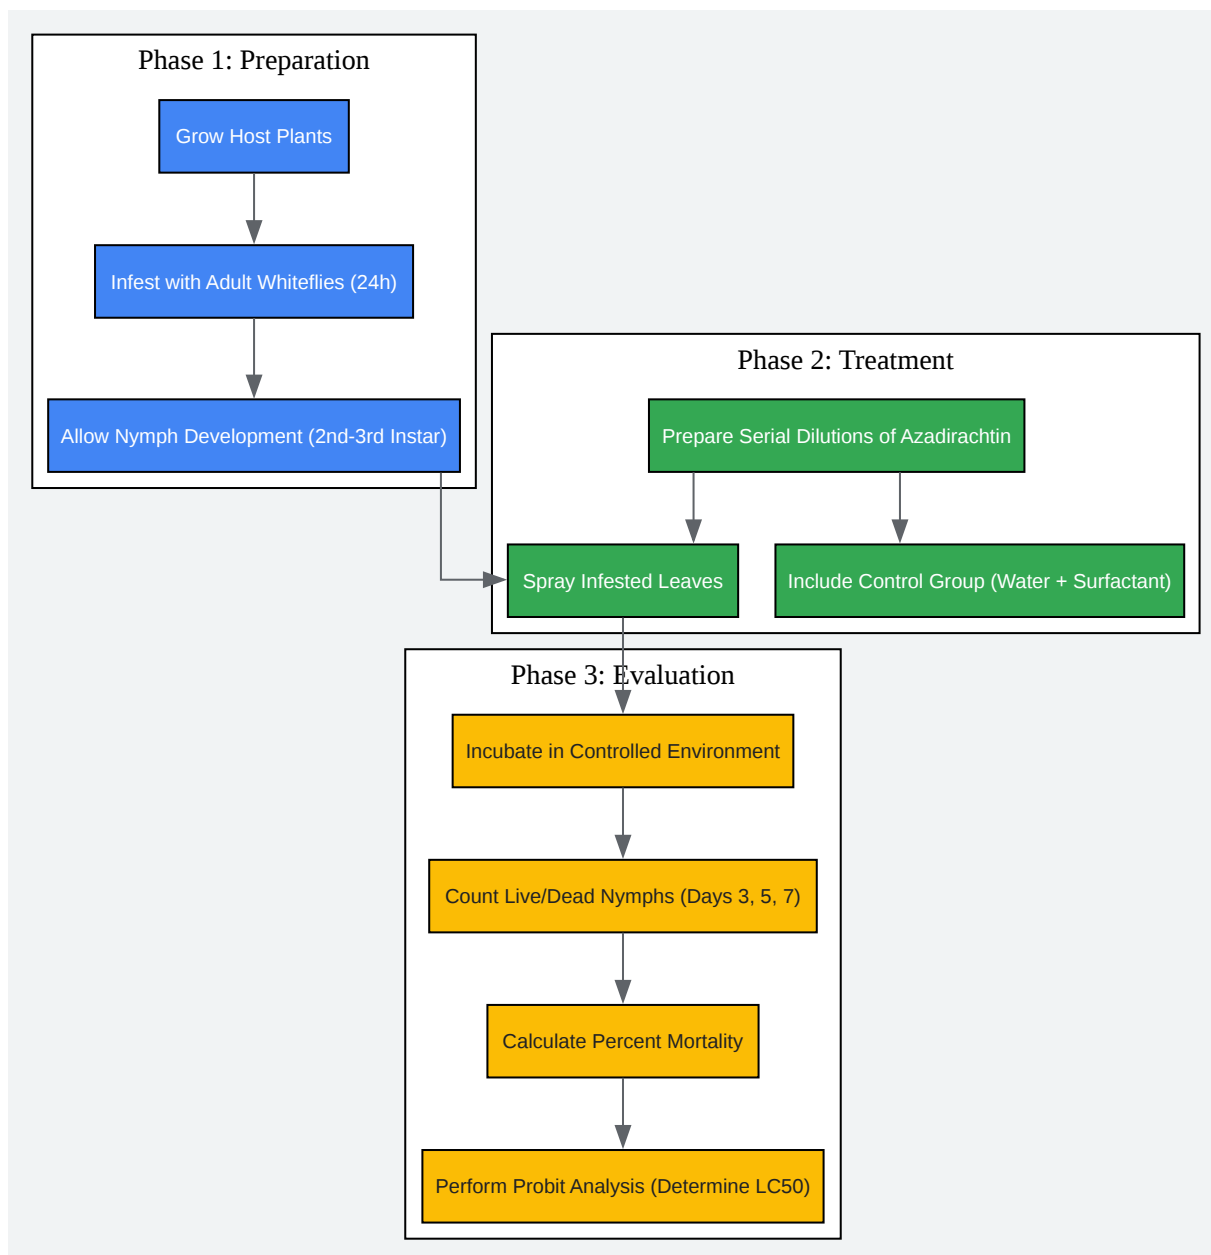 Phase 1: Preparation
Grow Host Plants
Infest with Adult Whiteflies (24h)
Allow Nymph Development (2nd-3rd Instar)
Phase 2: Treatment
Prepare Serial Dilutions of Azadirachtin
Spray Infested Leaves
Include Control Group (Water + Surfactant)
Phase 3: Evaluation
Incubate in Controlled Environment
Count Live/Dead Nymphs (Days 3, 5, 7)
Calculate Percent Mortality
Perform Probit Analysis (Determine LC50)